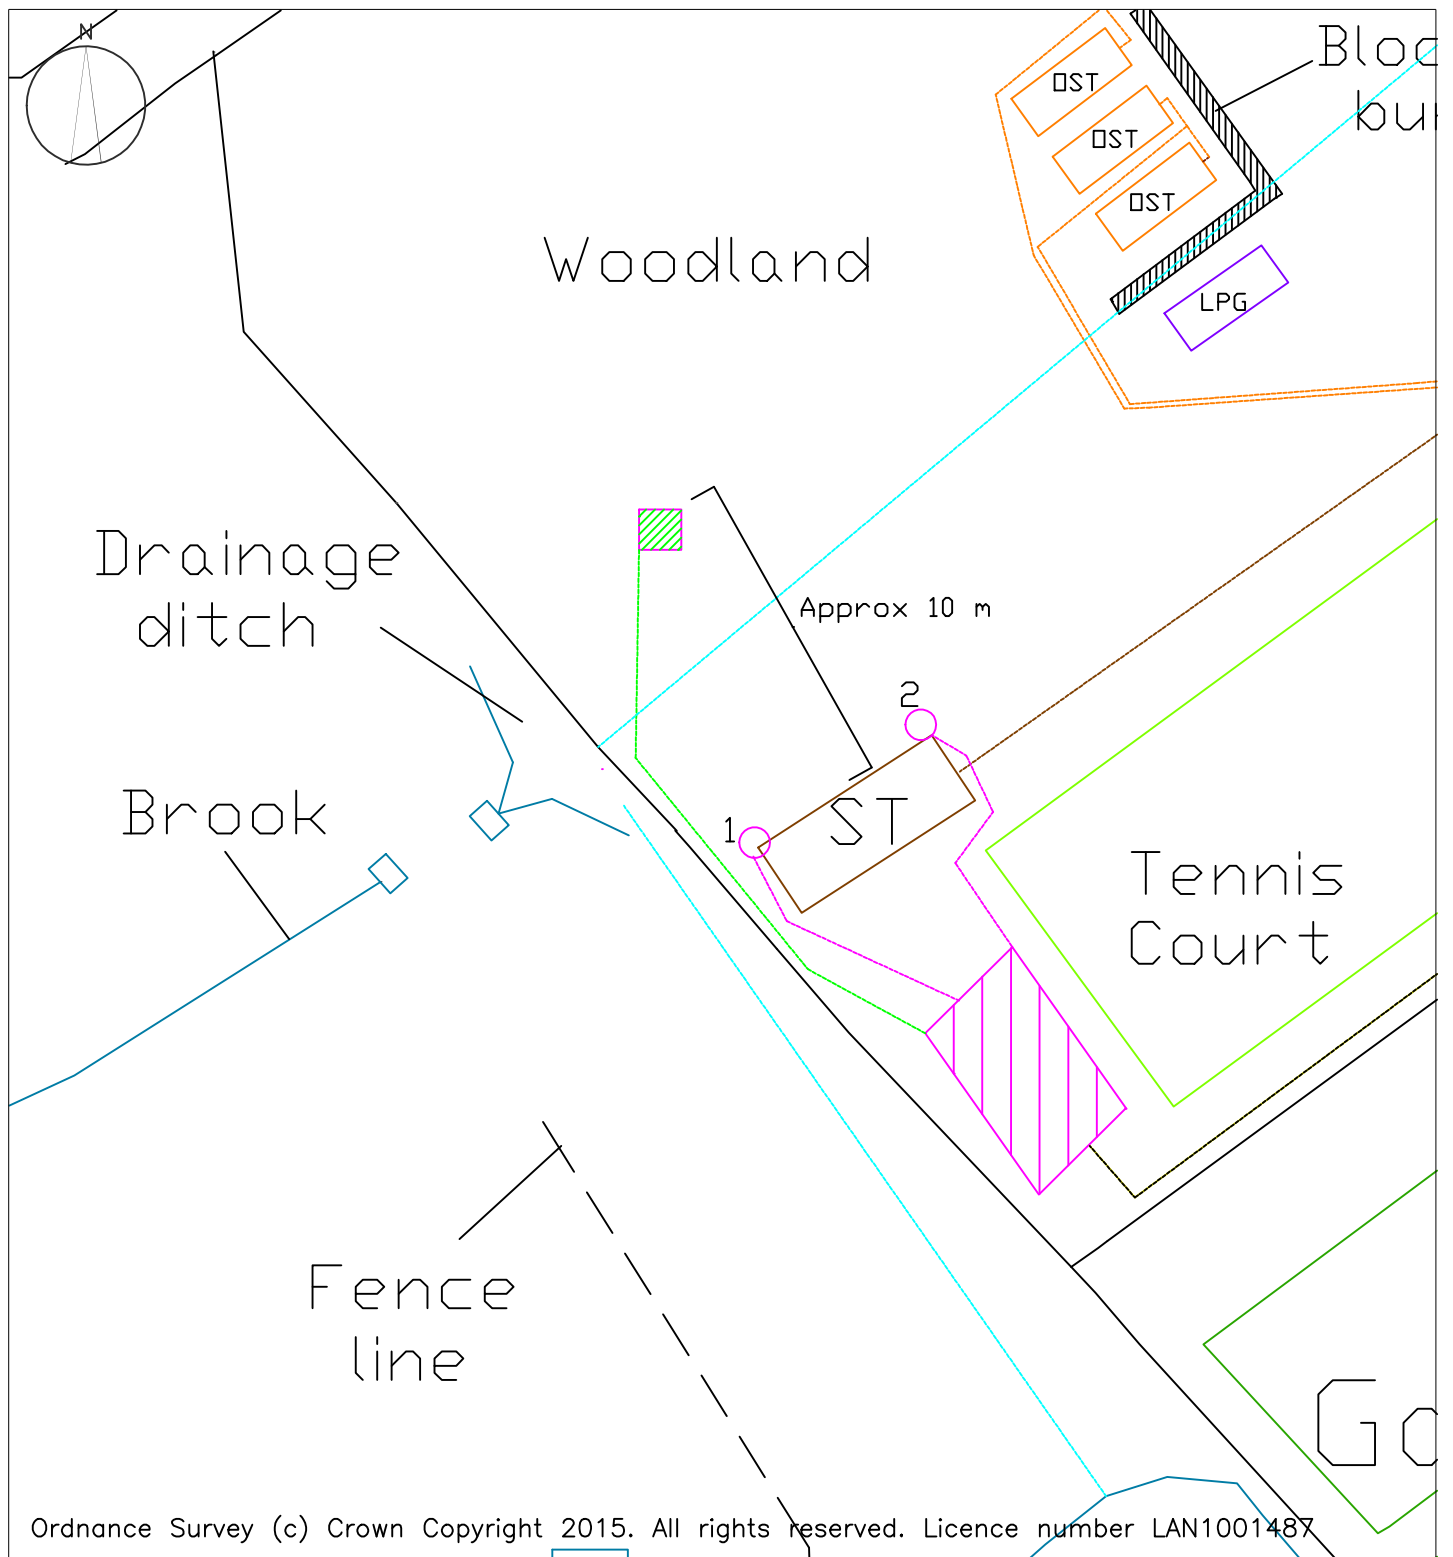 N
Bloc
bu
OST
OST
OST
LPG
Woodland
Drainage
ditch
Approx 10 m
2
1
ST
Brook
Tennis
Court
Fence
line
Go
Ordnance Survey (c) Crown Copyright 2015. All rights reserved. Licence number LAN1001487